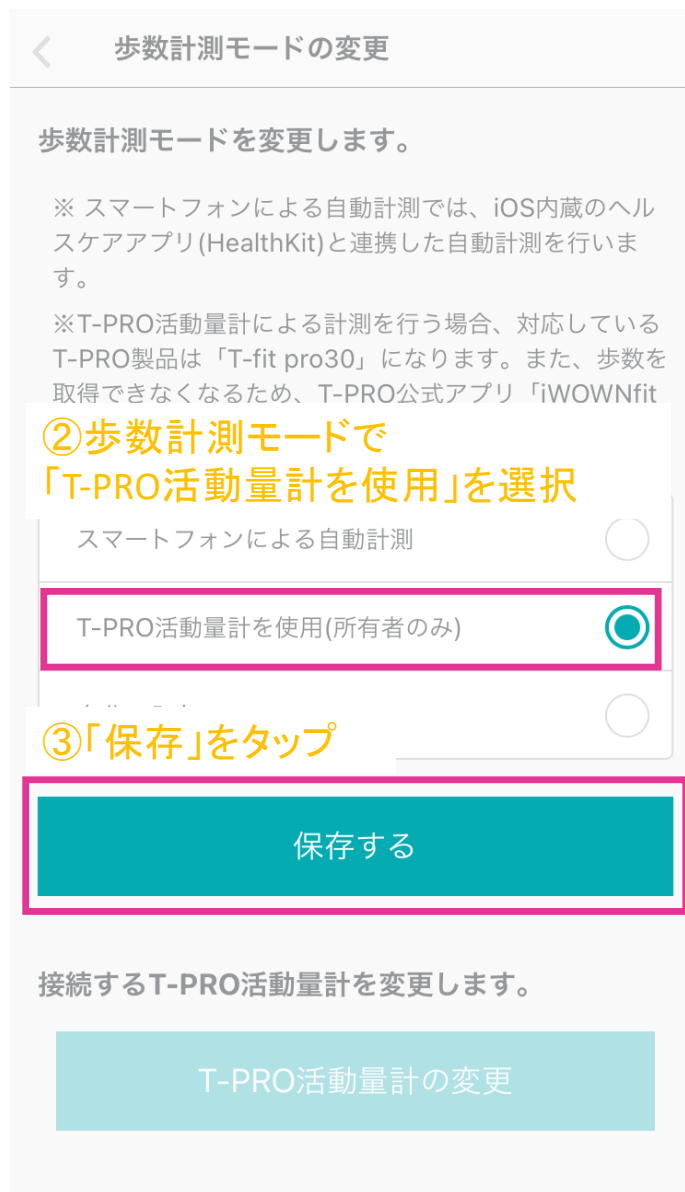 歩数計測モードの変更
歩数計測モードを変更します。
※ スマートフォンによる自動計測では、iOS内蔵のヘル
スケアアプリ(HealthKit)と連携した自動計測を行いま
す。
※T-PRO活動量計による計測を行う場合、対応している
T-PRO製品は「T-fit pro30」になります。また、歩数を
取得できなくなるため、T-PRO公式アプリ「iWOWNfit
②歩数計測モードで
「T-PRO活動量計を使用」を選択
スマートフォンによる自動計測
T-PRO活動量計を使用(所有者のみ)
③「保存」をタップ
保存する
接続するT-PRO活動量計を変更します。
T-PRO活動量計の変更